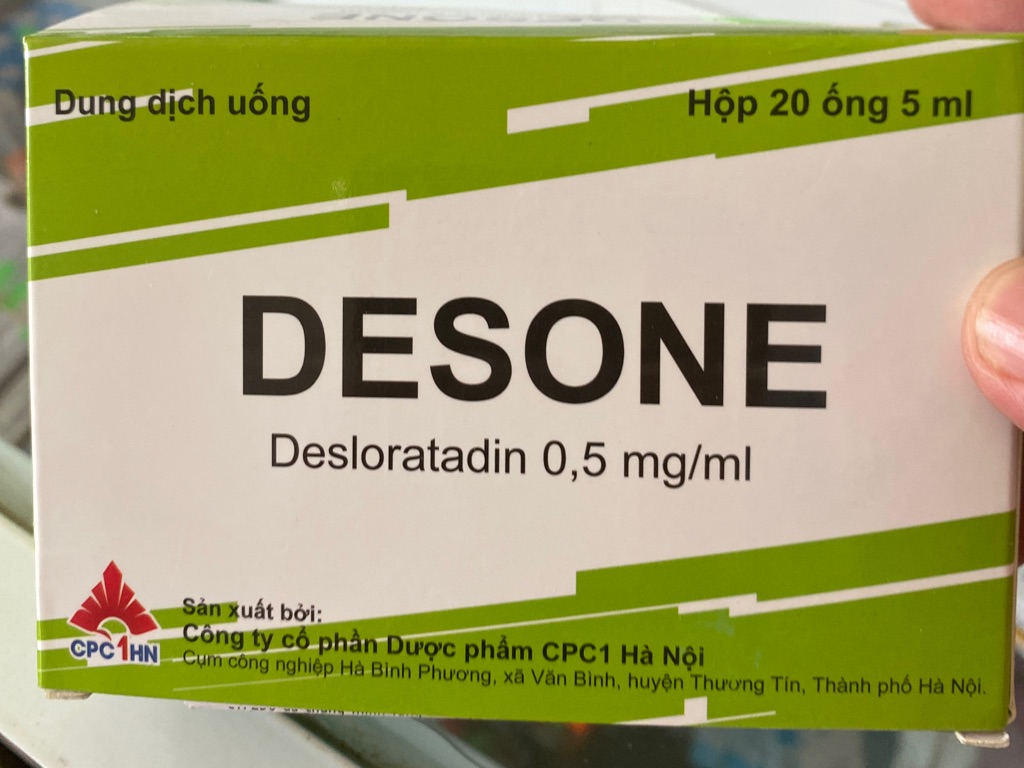 Dung dịch uống
Hộp 20 ống 5 ml
DESONE
Desloratadin 0,5 mg/ml
CPC1HN
Sản xuất bởi:
Công ty cổ phần Dược phẩm CPC1 Hà Nội
Cụm công nghiệp Hà Bình Phương, xã Văn Bình, huyện Thường Tín, Thành phố Hà Nội.